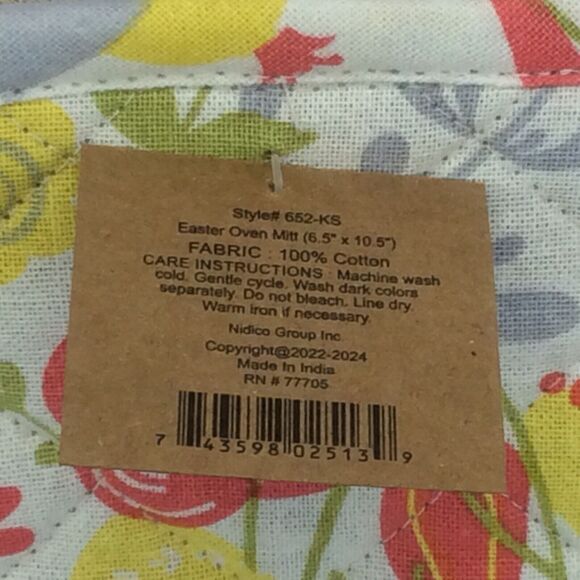 Style# 652-KS
Easter Oven Mitt (6.5" x 10.5")
FABRIC : 100% Cotton
CARE INSTRUCTIONS : Machine wash
cold. Gentle cycle. Wash dark colors
separately. Do not bleach. Line dry.
Warm iron if necessary.
Nidico Group Inc.
Copyright@2022-2024
Made In India
RN # 77705
7 43598 02513 9